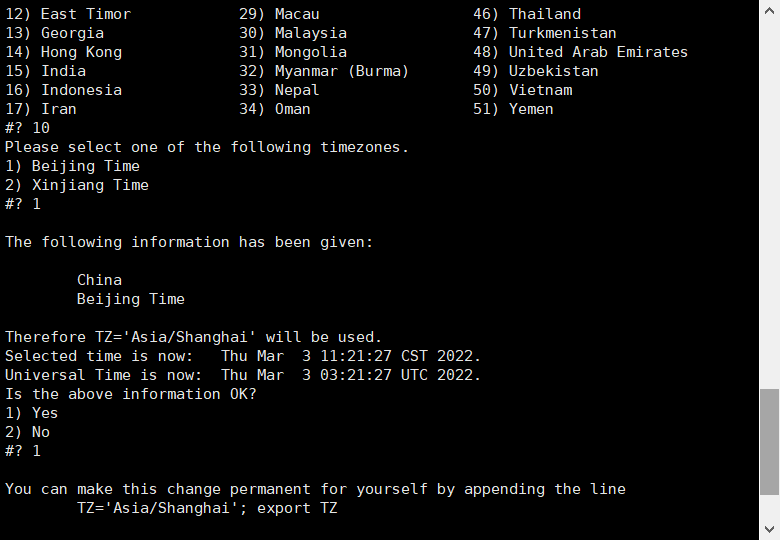 12) East Timor            29) Macau                 46) Thailand
13) Georgia               30) Malaysia              47) Turkmenistan
14) Hong Kong             31) Mongolia              48) United Arab Emirates
15) India                 32) Myanmar (Burma)       49) Uzbekistan
16) Indonesia             33) Nepal                 50) Vietnam
17) Iran                  34) Oman                  51) Yemen
#? 10
Please select one of the following timezones.
1) Beijing Time
2) Xinjiang Time
#? 1

The following information has been given:

        China
        Beijing Time

Therefore TZ='Asia/Shanghai' will be used.
Selected time is now:   Thu Mar  3 11:21:27 CST 2022.
Universal Time is now:  Thu Mar  3 03:21:27 UTC 2022.
Is the above information OK?
1) Yes
2) No
#? 1

You can make this change permanent for yourself by appending the line
        TZ='Asia/Shanghai'; export TZ